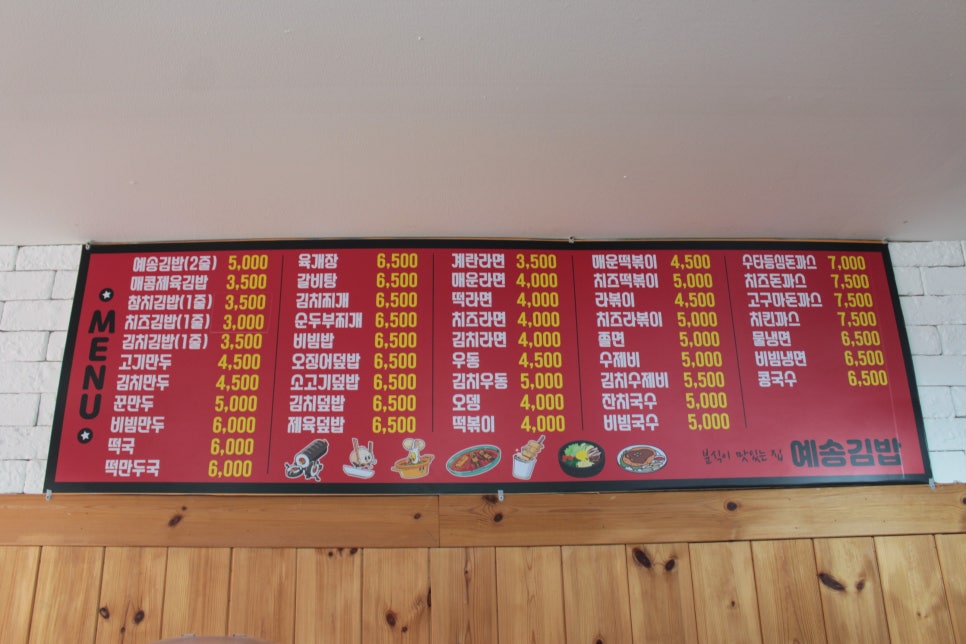 MENU
예송김밥(2줄) 5,000
매콤제육김밥 3,500
참치김밥(1줄) 3,500
치즈김밥(1줄) 3,000
김치김밥(1줄) 3,500
고기만두 4,500
김치만두 4,500
꾼만두 5,000
비빔만두 6,000
떡국 6,000
떡만두국 6,000
육개장 6,500
갈비탕 6,500
김치찌개 6,500
순두부찌개 6,500
비빔밥 6,500
오징어덮밥 6,500
소고기덮밥 6,500
김치덮밥 6,500
제육덮밥 6,500
계란라면 3,500
매운라면 4,000
떡라면 4,000
치즈라면 4,000
김치라면 4,000
우동 4,500
김치우동 5,000
오뎅 4,000
떡볶이 4,000
매운떡볶이 4,500
치즈떡볶이 5,000
라볶이 4,500
치즈라볶이 5,000
쫄면 5,000
수제비 5,000
김치수제비 5,500
잔치국수 5,000
비빔국수 5,000
수타등심돈까스 7,000
치즈돈까스 7,500
고구마돈까스 7,500
치킨까스 7,500
물냉면 6,500
비빔냉면 6,500
콩국수 6,500
분식이 맛있는 집 예송김밥